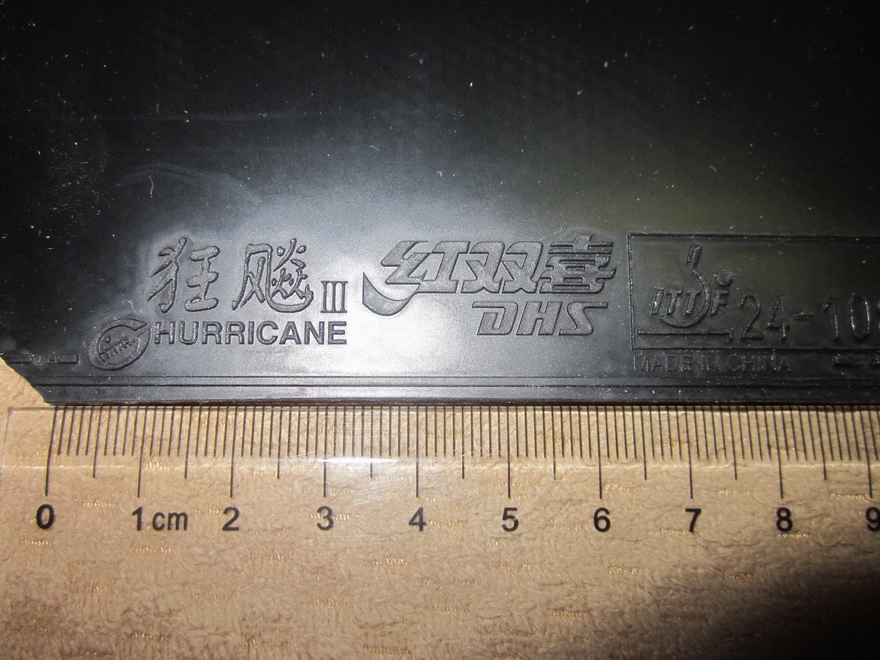 狂飚 III
HURRICANE
红双喜
DHS
ITTF 24-10
MADE IN CHINA
0 1cm 2 3 4 5 6 7 8 9